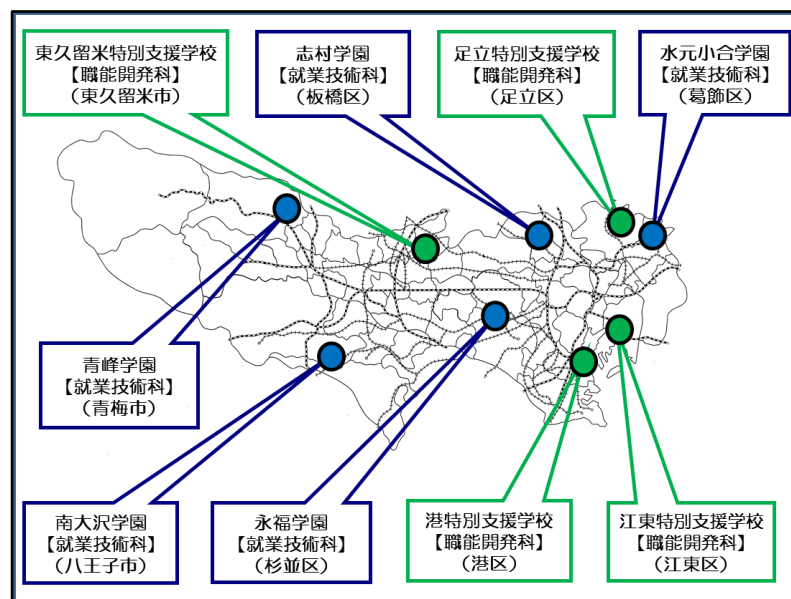 東久留米特別支援学校
【職能開発科】
（東久留米市）
志村学園
【就業技術科】
（板橋区）
足立特別支援学校
【職能開発科】
（足立区）
水元小合学園
【就業技術科】
（葛飾区）
青峰学園
【就業技術科】
（青梅市）
南大沢学園
【就業技術科】
（八王子市）
永福学園
【就業技術科】
（杉並区）
港特別支援学校
【職能開発科】
（港区）
江東特別支援学校
【職能開発科】
（江東区）